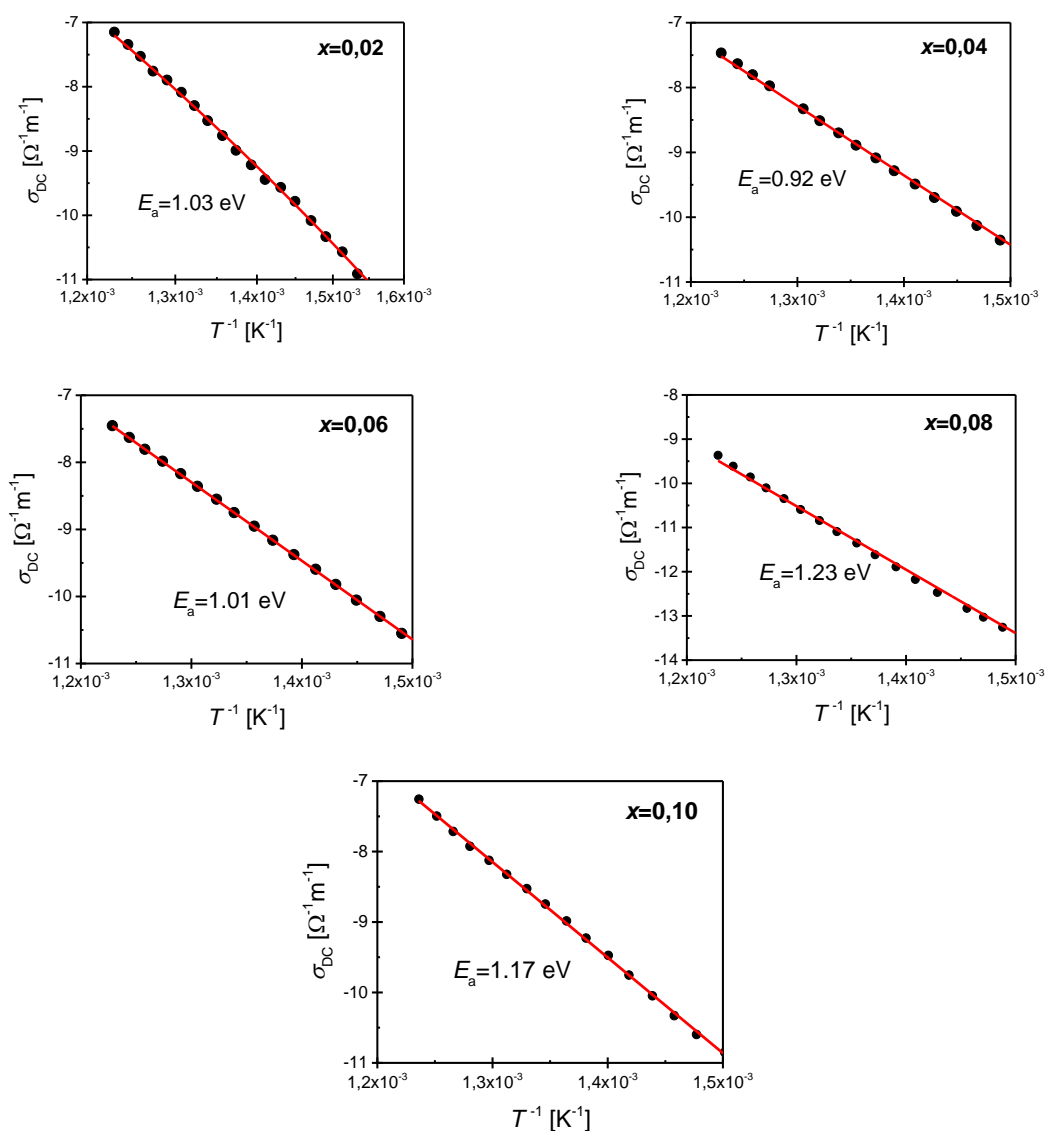 x=0,02
-7
-8
-9
-10
-11
σDC [Ω⁻¹m⁻¹]
Eₐ=1.03 eV
1,2x10⁻³ 1,3x10⁻³ 1,4x10⁻³ 1,5x10⁻³ 1,6x10⁻³
T⁻¹ [K⁻¹]
x=0,04
-7
-8
-9
-10
-11
σDC [Ω⁻¹m⁻¹]
Eₐ=0.92 eV
1,2x10⁻³ 1,3x10⁻³ 1,4x10⁻³ 1,5x10⁻³
T⁻¹ [K⁻¹]
x=0,06
-7
-8
-9
-10
-11
σDC [Ω⁻¹m⁻¹]
Eₐ=1.01 eV
1,2x10⁻³ 1,3x10⁻³ 1,4x10⁻³ 1,5x10⁻³
T⁻¹ [K⁻¹]
x=0,08
-8
-9
-10
-11
-12
-13
-14
σDC [Ω⁻¹m⁻¹]
Eₐ=1.23 eV
1,2x10⁻³ 1,3x10⁻³ 1,4x10⁻³ 1,5x10⁻³
T⁻¹ [K⁻¹]
x=0,10
-7
-8
-9
-10
-11
σDC [Ω⁻¹m⁻¹]
Eₐ=1.17 eV
1,2x10⁻³ 1,3x10⁻³ 1,4x10⁻³ 1,5x10⁻³
T⁻¹ [K⁻¹]